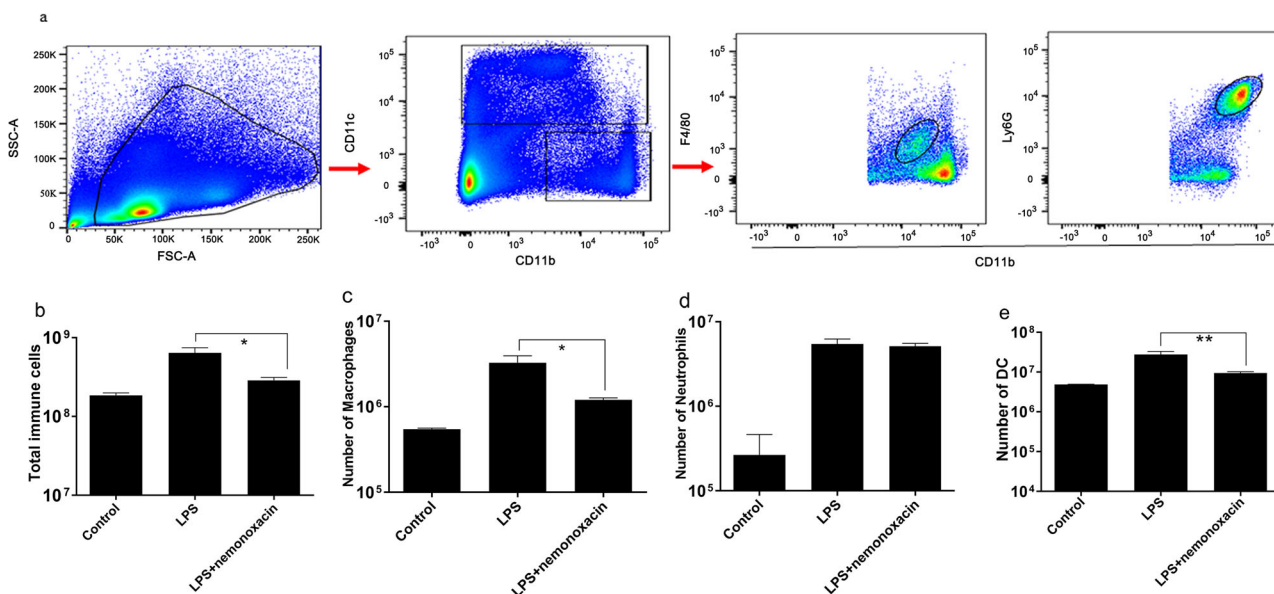 a
SSC-A
250K
200K
150K
100K
50K
0
0 50K 100K 150K 200K 250K
FSC-A
CD11c
10^5
10^4
10^3
0
-10^3
-10^3 0 10^3 10^4 10^5
CD11b
F4/80
10^5
10^4
10^3
0
-10^3
-10^3 0 10^3 10^4 10^5
Ly6G
10^5
10^4
10^3
0
-10^3
-10^3 0 10^3 10^4 10^5
CD11b
b
Total immune cells
10^9
10^8
10^7
*
Control
LPS
LPS+nemonoxacin
c
Number of Macrophages
10^7
10^6
10^5
*
Control
LPS
LPS+nemonoxacin
d
Number of Neutrophils
10^7
10^6
10^5
Control
LPS
LPS+nemonoxacin
e
Number of DC
10^8
10^7
10^6
10^5
10^4
**
Control
LPS
LPS+nemonoxacin